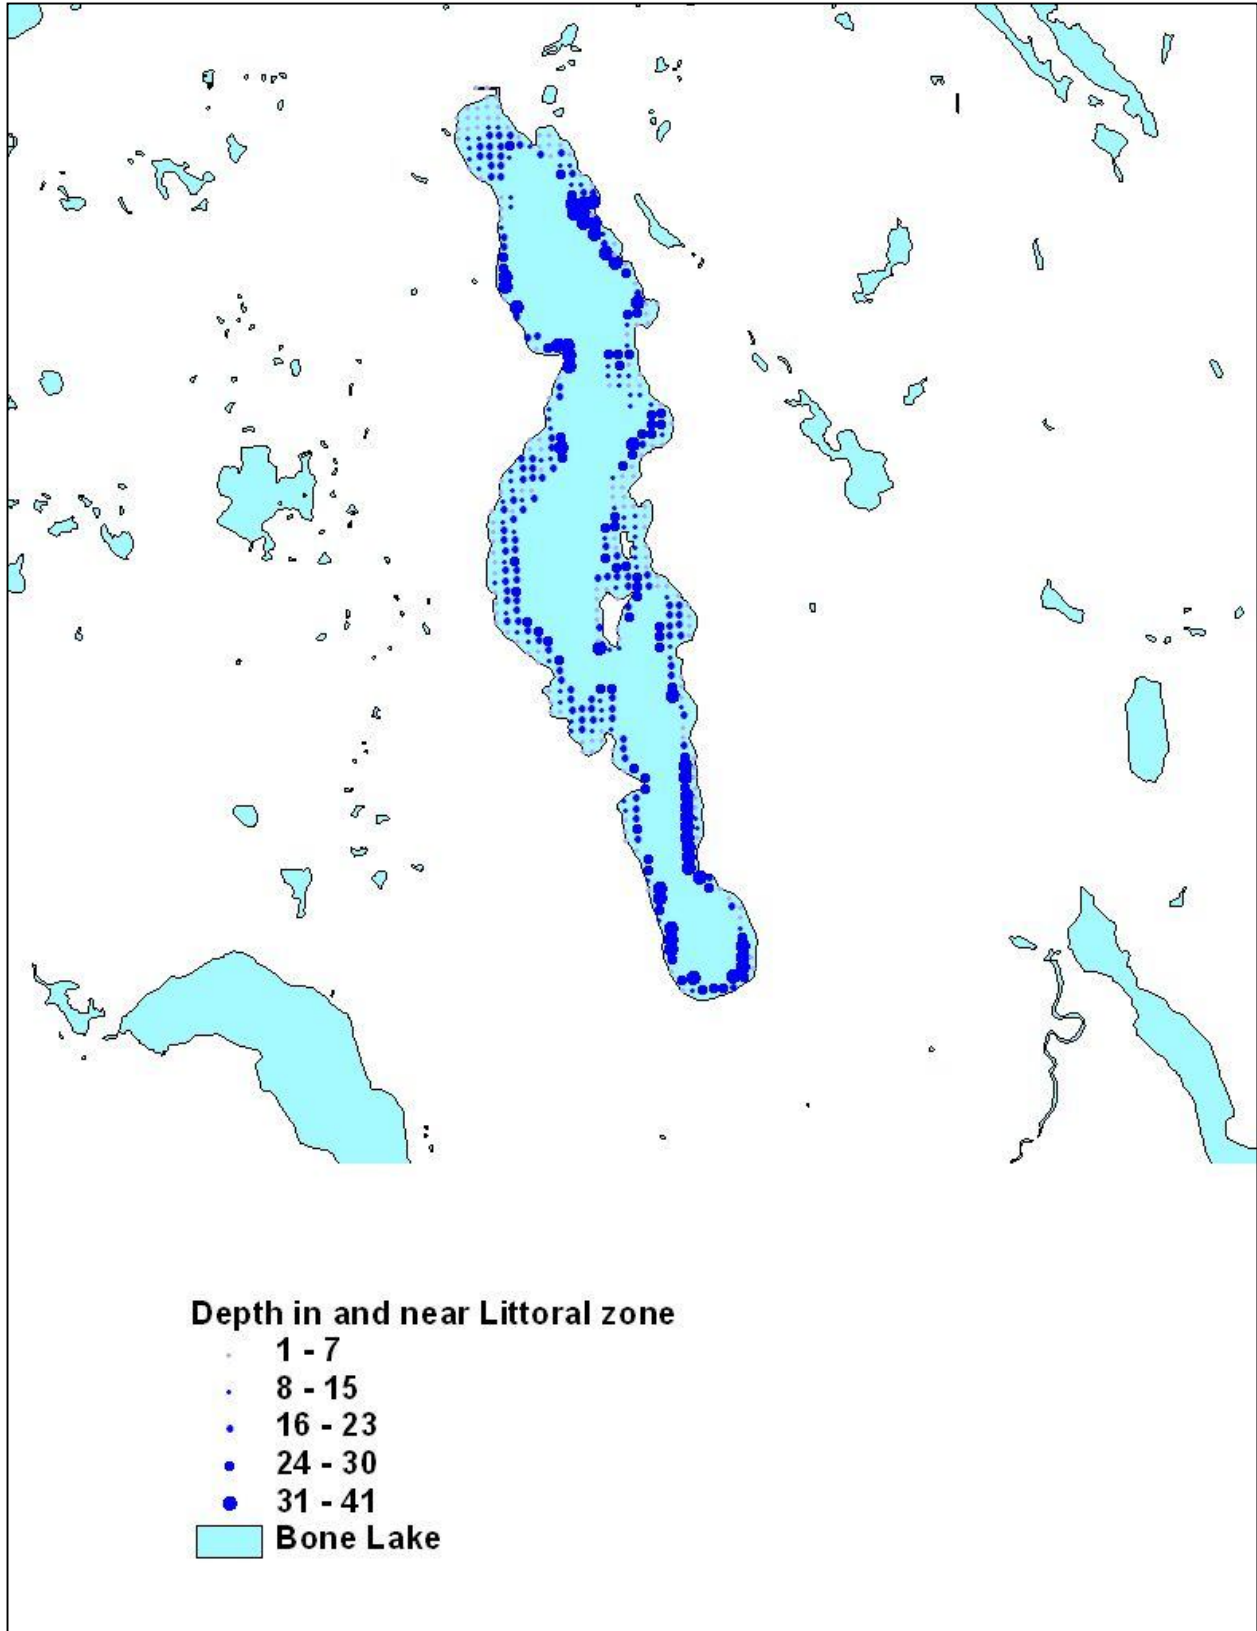 Depth in and near Littoral zone
1 - 7
8 - 15
16 - 23
24 - 30
31 - 41
Bone Lake